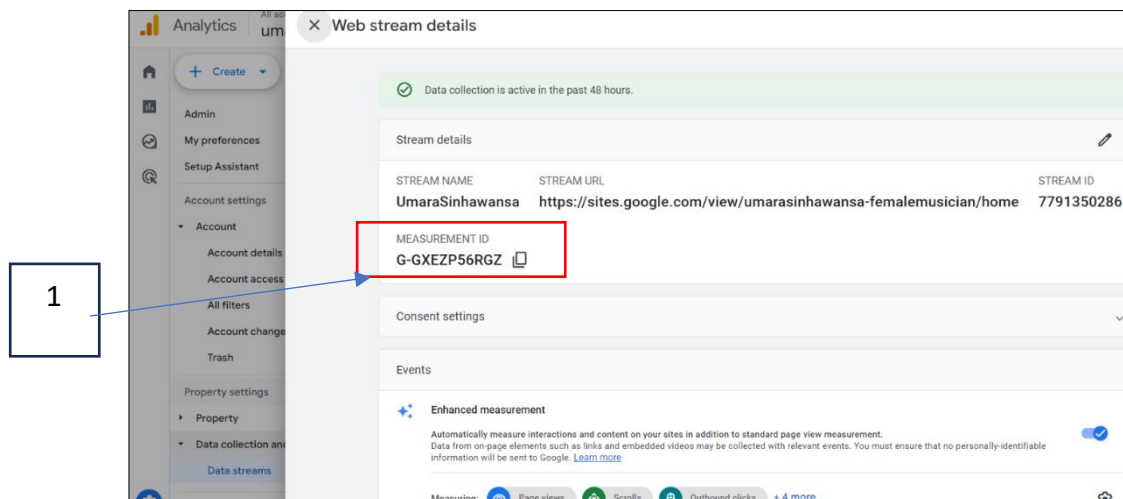 Analytics
All ac
um
Web stream details
Create
Data collection is active in the past 48 hours.
Admin
My preferences
Setup Assistant
Stream details
STREAM NAME STREAM URL STREAM ID
UmaraSinhawansa https://sites.google.com/view/umarasinhawansa-femalemusician/home 7791350286
MEASUREMENT ID
G-GXEZP56RGZ
Account settings
Account
Account details
Account access
All filters
Account change
Trash
1
Consent settings
Events
Enhanced measurement
Automatically measure interactions and content on your sites in addition to standard page view measurement.
Data from on-page elements such as links and embedded videos may be collected with relevant events. You must ensure that no personally-identifiable
information will be sent to Google. Learn more
Property settings
Property
Data collection and
Data streams
Measuring: Page views Scrolls Outbound clicks + 4 more